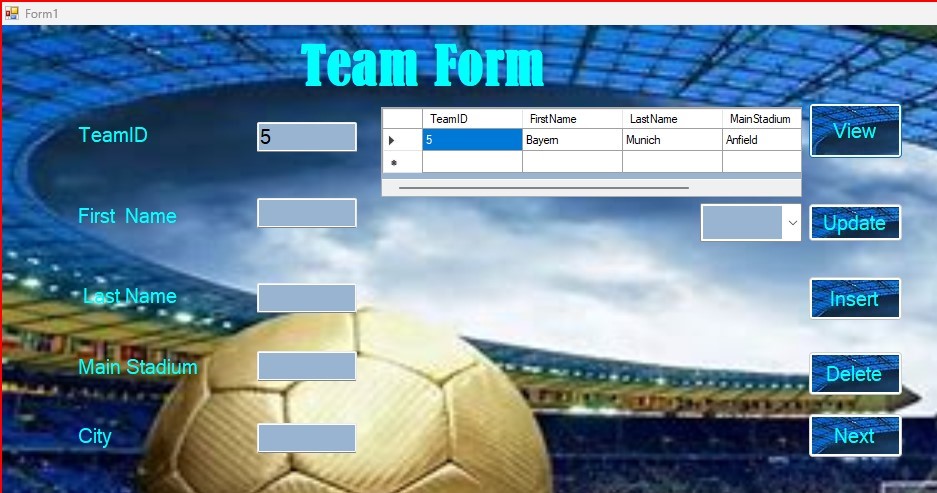 Form1
Team Form
TeamID
5
TeamID FirstName LastName MainStadium
5 Bayern Munich Anfield
View
First Name
Update
Last Name
Insert
Main Stadium
Delete
City
Next